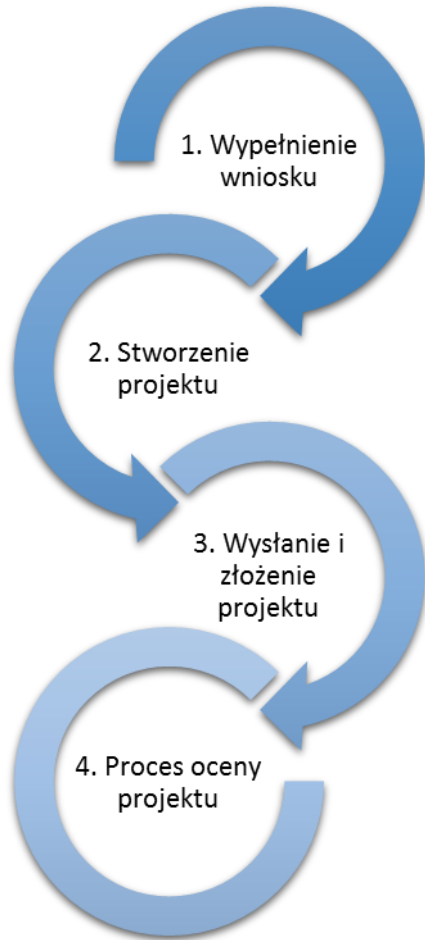 1. Wypełnienie
wniosku
2. Stworzenie
projektu
3. Wysłanie i
złożenie
projektu
4. Proces oceny
projektu